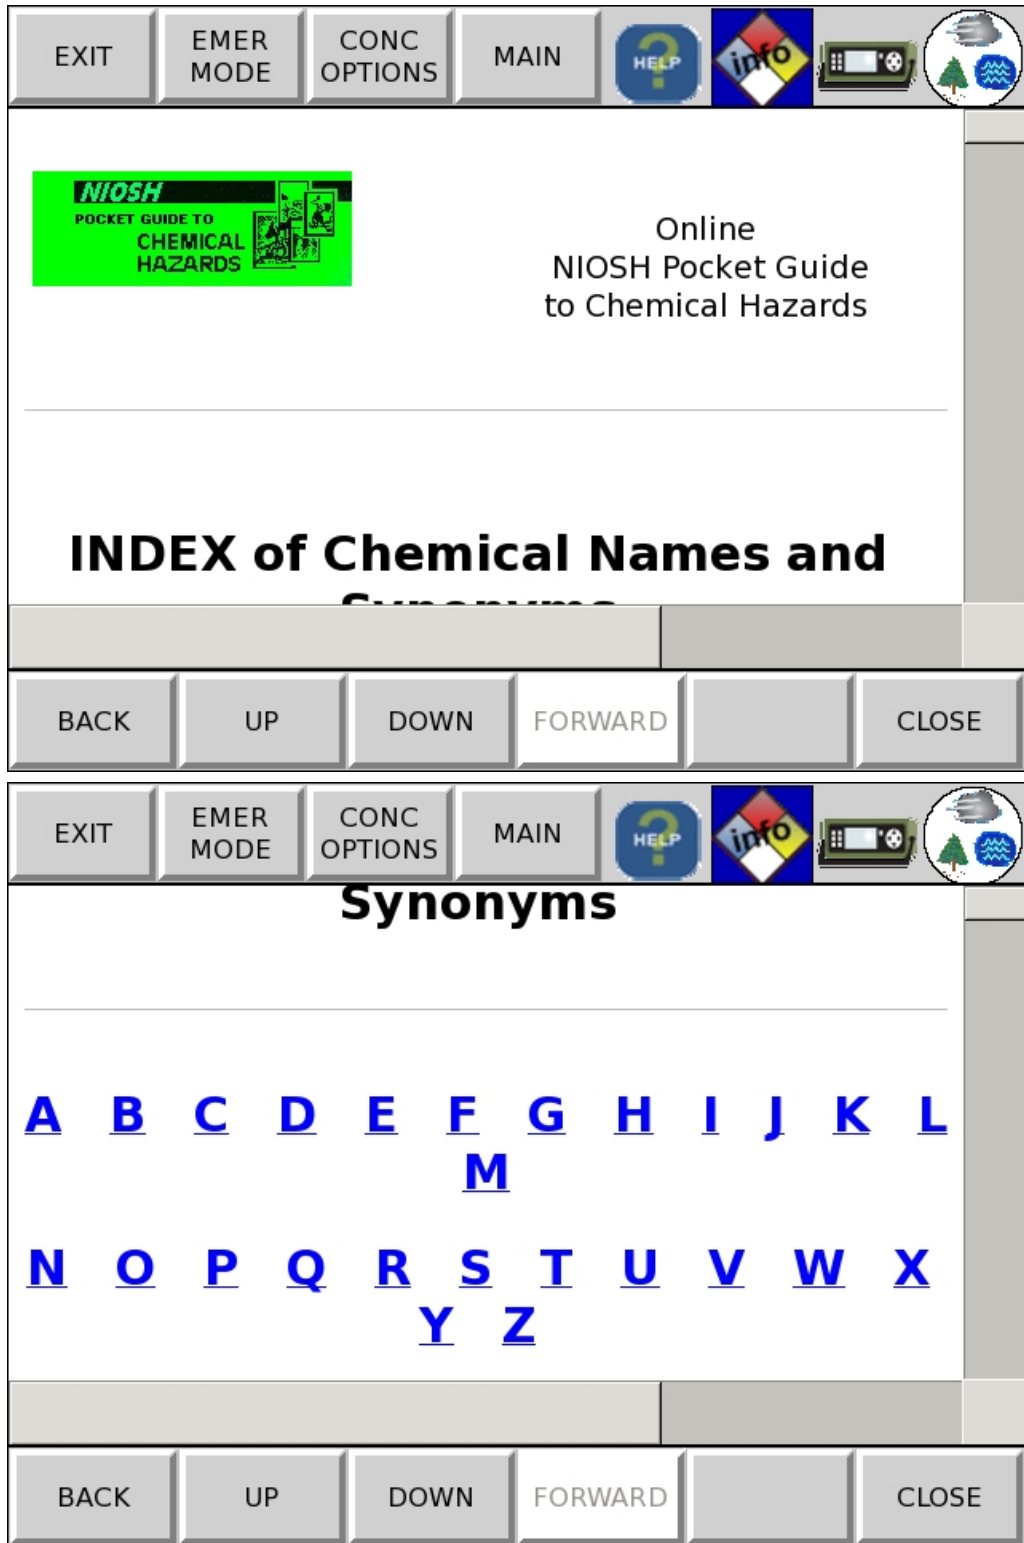 EXIT
EMER MODE
CONC OPTIONS
MAIN
HELP
info
NIOSH
POCKET GUIDE TO
CHEMICAL
HAZARDS
Online
NIOSH Pocket Guide
to Chemical Hazards
INDEX of Chemical Names and
Synonyms
BACK UP DOWN FORWARD CLOSE
EXIT
EMER MODE
CONC OPTIONS
MAIN
HELP
info
Synonyms
A B C D E F G H I J K L
M
N O P Q R S T U V W X
Y Z
BACK UP DOWN FORWARD CLOSE